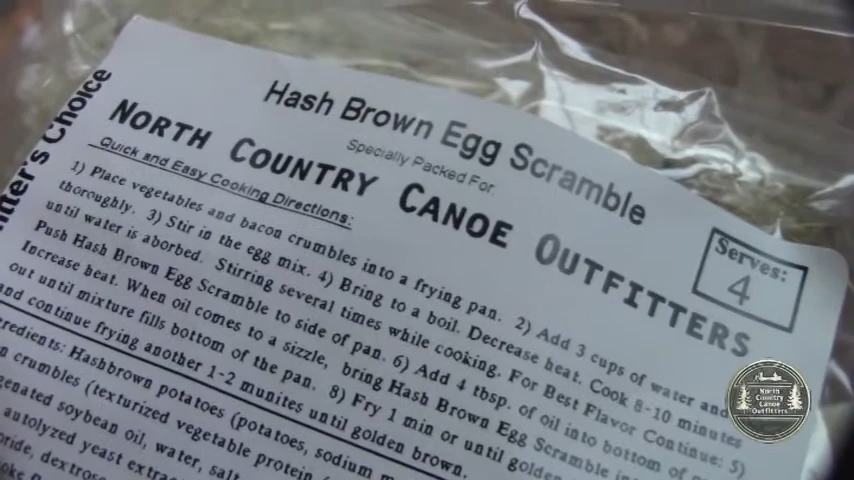 Hash Brown Egg Scramble
Specially Packed For:
NORTH COUNTRY CANOE OUTFITTERS
Quick and Easy Cooking Directions:
Serves:
4
1) Place vegetables and bacon crumbles into a frying pan. 2) Add 3 cups of water and
thoroughly. 3) Stir in the egg mix. 4) Bring to a boil. Decrease heat. Cook 8-10 minutes
until water is aborbed. Stirring several times while cooking. For Best Flavor Continue: 5)
Push Hash Brown Egg Scramble to side of pan. 6) Add 4 tbsp. of oil into bottom of
Increase heat. When oil comes to a sizzle, bring Hash Brown Egg Scramble
out until mixture fills bottom of the pan. 8) Fry 1 min or until golden
and continue frying another 1-2 munites until golden brown.
redients: Hashbrown potatoes (potatoes, sodium
n crumbles (texturized vegetable protein
genated soybean oil, water, salt
autolyzed yeast
oride, dextrose
tter's Choice
North
Country
Canoe
Outfitters